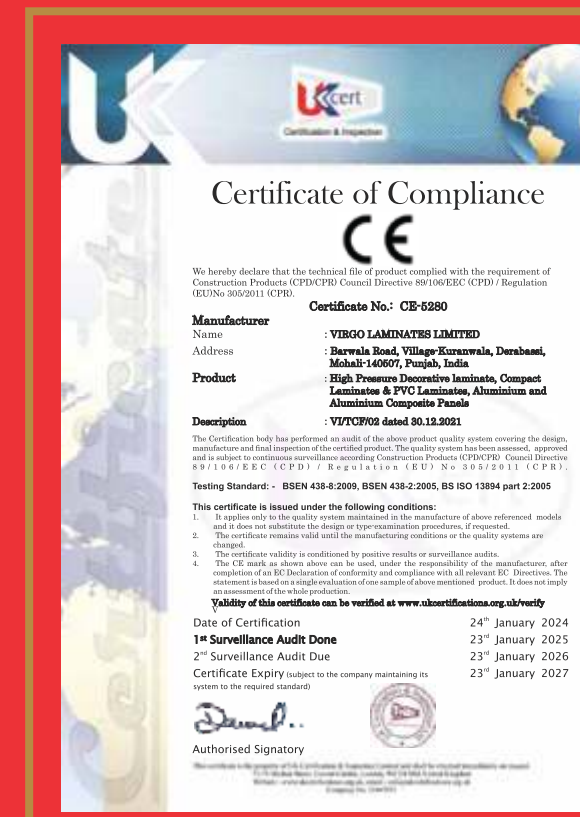 UK cert
Certification & Inspection
Certificate of Compliance
CE
We hereby declare that the technical file of product complied with the requirement of
Construction Products (CPD/CPR) Council Directive 89/106/EEC (CPD) / Regulation
(EU)No 305/2011 (CPR).
Certificate No.: CE-5280
Manufacturer
Name : VIRGO LAMINATES LIMITED
Address : Barwala Road, Village-Kuranwala, Derabassi,
Mohali-140507, Punjab, India
Product : High Pressure Decorative laminate, Compact
Laminates & PVC Laminates, Aluminium and
Aluminium Composite Panels
Description : VI/TCF/02 dated 30.12.2021
The Certification body has performed an audit of the above product quality system covering the design,
manufacture and final inspection of the certified product. The quality system has been assessed, approved
and is subject to continuous surveillance according Construction Products (CPD/CPR) Council Directive
89/106/EEC (CPD) / Regulation (EU) No 305/2011 (CPR).
Testing Standard: - BSEN 438-8:2009, BSEN 438-2:2005, BS ISO 13894 part 2:2005
This certificate is issued under the following conditions:
1. It applies only to the quality system maintained in the manufacture of above referenced models
and it does not substitute the design or type-examination procedures, if requested.
2. The certificate remains valid until the manufacturing conditions or the quality systems are
changed.
3. The certificate validity is conditioned by positive results or surveillance audits.
4. The CE mark as shown above can be used, under the responsibility of the manufacturer, after
completion of an EC Declaration of conformity and compliance with all relevant EC Directives. The
statement is based on a single evaluation of one sample of above mentioned product. It does not imply
an assessment of the whole production.
Validity of this certificate can be verified at www.ukcertifications.org.uk/verify
V
Date of Certification 24th January 2024
1st Surveillance Audit Done 23rd January 2025
2nd Surveillance Audit Due 23rd January 2026
Certificate Expiry (subject to the company maintaining its 23rd January 2027
system to the required standard)
Authorised Signatory